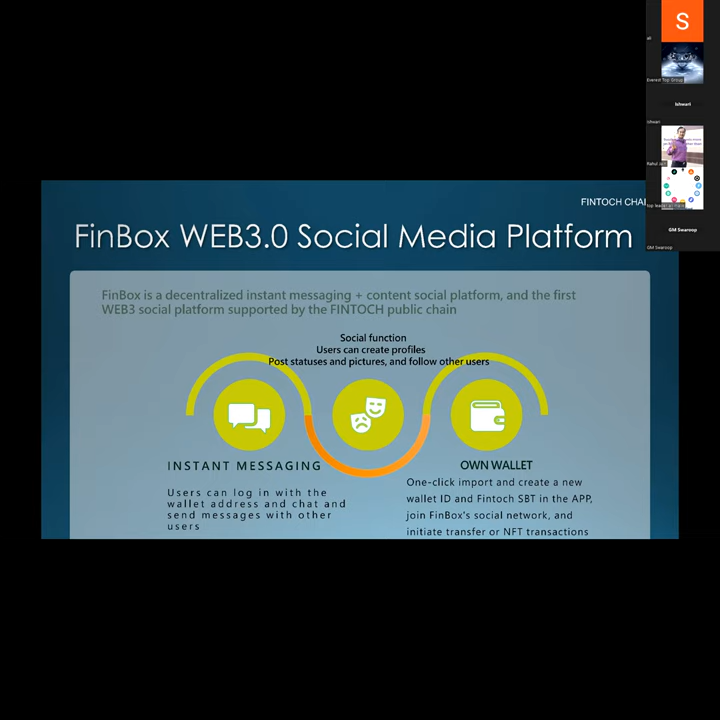 S
Everest Top Group
Ishwari
Ishwari
top leader
GM Swaroop
GM Swaroop
FINTOCH CHAI
FinBox WEB3.0 Social Media Platform
FinBox is a decentralized instant messaging + content social platform, and the first
WEB3 social platform supported by the FINTOCH public chain
Social function
Users can create profiles
Post statuses and pictures, and follow other users
INSTANT MESSAGING
Users can log in with the
wallet address and chat and
send messages with other
users
OWN WALLET
One-click import and create a new
wallet ID and Fintoch SBT in the APP,
join FinBox's social network, and
initiate transfer or NFT transactions